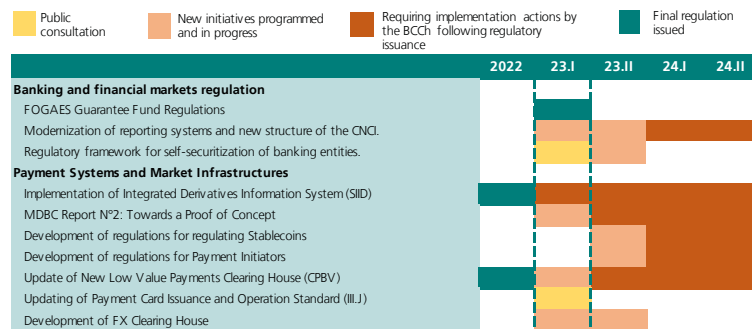 Public
consultation
New initiatives programmed
and in progress
Requiring implementation actions by
the BCCh following regulatory
issuance
Final regulation
issued
2022 23.I 23.II 24.I 24.II
Banking and financial markets regulation
FOGAES Guarantee Fund Regulations
Modernization of reporting systems and new structure of the CNCI.
Regulatory framework for self-securitization of banking entities.
Payment Systems and Market Infrastructures
Implementation of Integrated Derivatives Information System (SIID)
MDBC Report Nº2: Towards a Proof of Concept
Development of regulations for regulating Stablecoins
Development of regulations for Payment Initiators
Update of New Low Value Payments Clearing House (CPBV)
Updating of Payment Card Issuance and Operation Standard (III.J)
Development of FX Clearing House